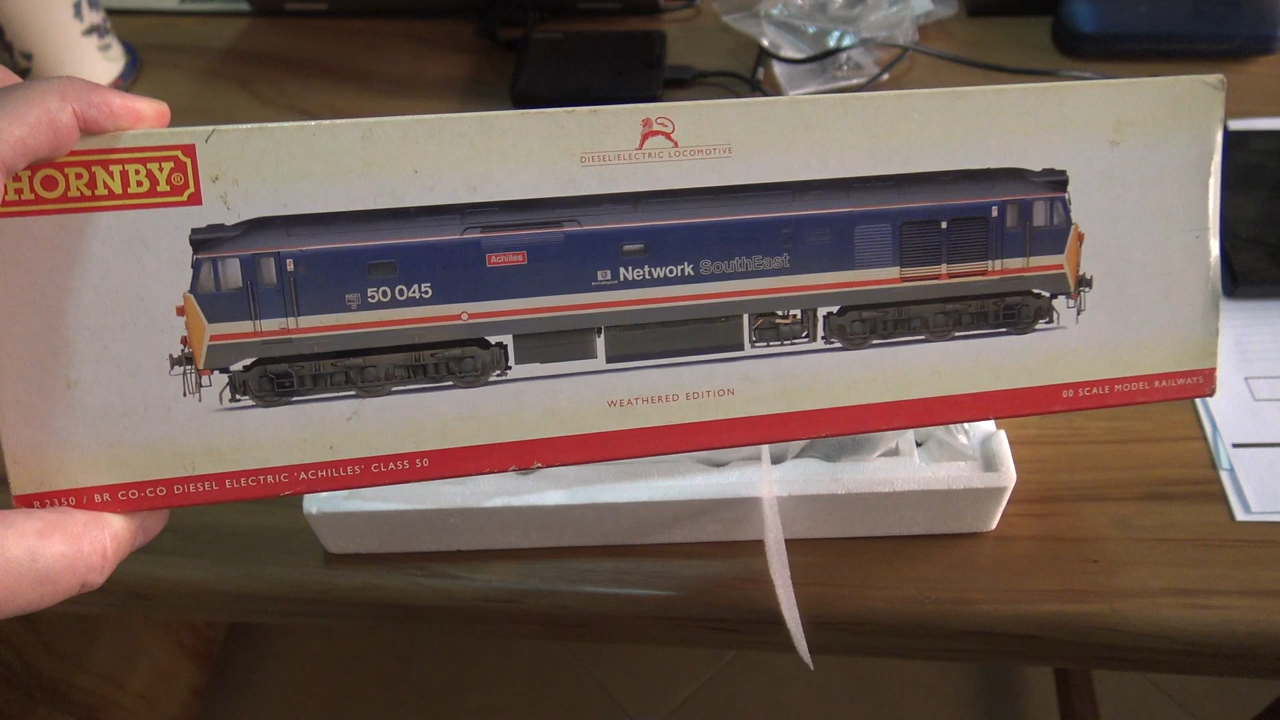 HORNBY®
DIESEL/ELECTRIC LOCOMOTIVE
Achilles
50 045
Network SouthEast
WEATHERED EDITION
00 SCALE MODEL RAILWAYS
R2350 / BR CO-CO DIESEL ELECTRIC 'ACHILLES' CLASS 50